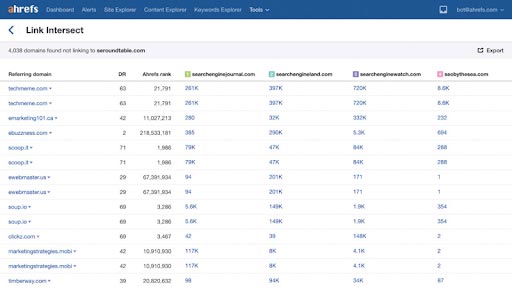 ahrefs Dashboard Alerts Site Explorer Content Explorer Keywords Explorer Tools bot@ahrefs.com
Link Intersect
4,038 domains found not linking to seroundtable.com Export
Referring domain DR Ahrefs rank 1 searchenginejournal.com 2 searchengineland.com 3 searchenginewatch.com 4 seobythesea.com
techmeme.com 63 21,791 261K 397K 720K 8.6K
techmeme.com 63 21,791 261K 397K 720K 8.6K
emarketing101.ca 42 11,027,213 280 32K 332K 232
ebuzznet.com 2 218,533,181 385 290K 5.3K 694
scoop.it 71 1,986 79K 47K 84K 288K
scoop.it 71 1,986 79K 47K 84K 288K
ewebmaster.us 29 67,391,934 94 201K 171 1
ewebmaster.us 29 67,391,934 94 201K 171 1
soup.io 69 3,286 5.6K 149K 1.9K 354
soup.io 69 3,286 5.6K 149K 1.9K 354
clickz.com 69 3,467 42 39 148K 2
marketingstrategies.mobi 42 10,910,930 117K 8K 4.1K 2
marketingstrategies.mobi 42 10,910,930 117K 8K 4.1K 2
timberway.com 39 20,820,632 98 94K 34K 87